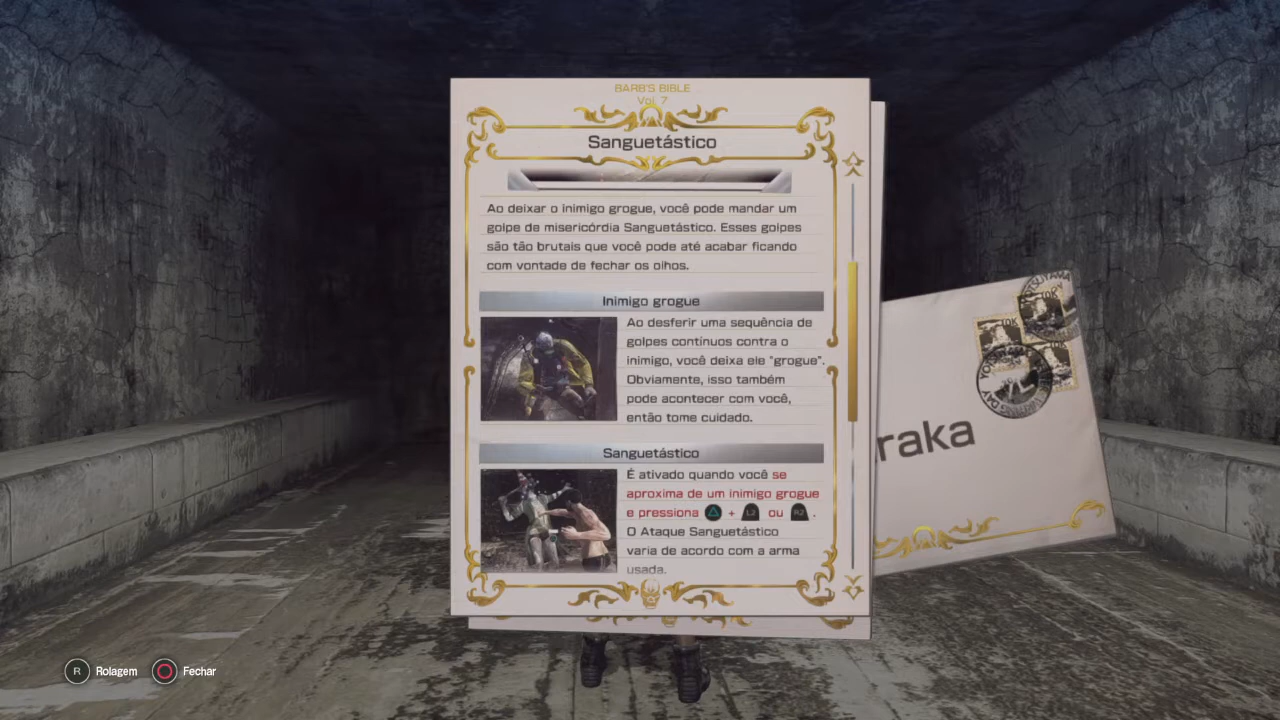 BARB'S BIBLE
Vol. 7
Sanguetástico
Ao deixar o inimigo grogue, você pode mandar um
golpe de misericórdia Sanguetástico. Esses golpes
são tão brutais que você pode até acabar ficando
com vontade de fechar os olhos.
Inimigo grogue
Ao desferir uma sequência de
golpes contínuos contra o
inimigo, você deixa ele "grogue".
Obviamente, isso também
pode acontecer com você,
então tome cuidado.
Sanguetástico
É ativado quando você se
aproxima de um inimigo grogue
e pressiona + L2 ou R2 .
O Ataque Sanguetástico
varia de acordo com a arma
usada.
raka
R Rolagem Fechar